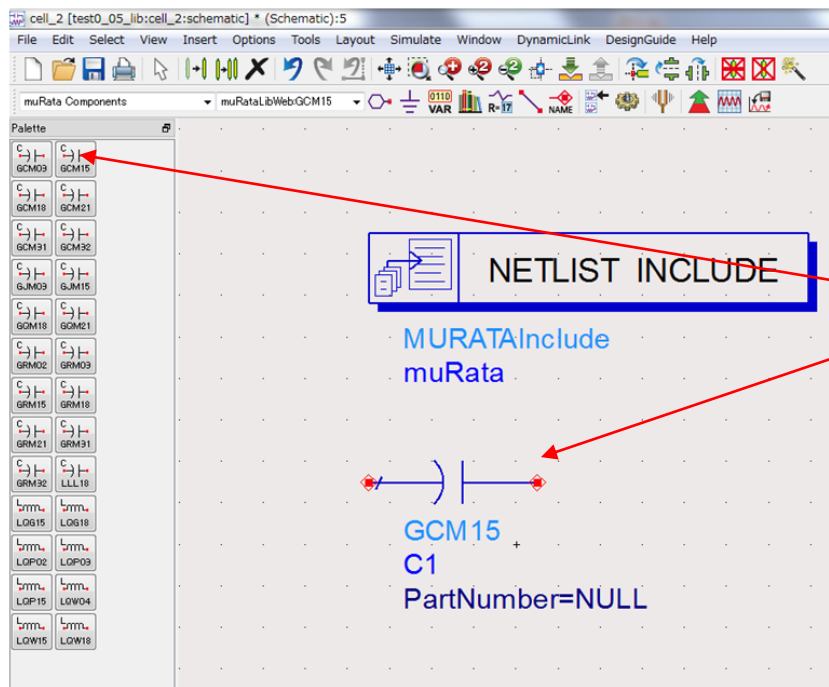 cell_2 [test0_05_lib:cell_2:schematic] * (Schematic):5
File Edit Select View Insert Options Tools Layout Simulate Window DynamicLink DesignGuide Help
muRata Components muRataLibWeb:GCM15 0110 VAR R=17 NAME
Palette
C C
GCM03 GCM15
C C
GCM18 GCM21
C C
GCM31 GCM32
C C
GJM03 GJM15
C C
GQM18 GQM21
C C
GRM02 GRM03
C C
GRM15 GRM18
C C
GRM21 GRM31
C C
GRM32 LLL18
L L
LQG15 LQG18
L L
LQP02 LQP03
L L
LQP15 LQW04
L L
LQW15 LQW18
NETLIST INCLUDE
MURATAInclude
muRata
GCM15
C1
PartNumber=NULL